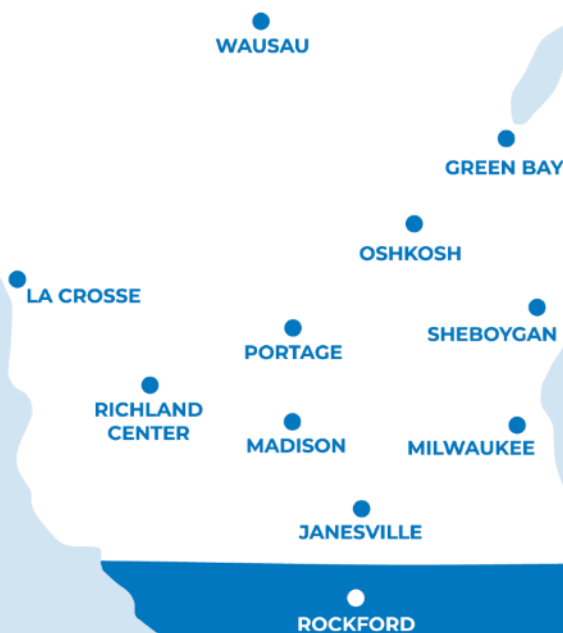 WAUSAU
GREEN BAY
OSHKOSH
LA CROSSE
SHEBOYGAN
PORTAGE
RICHLAND
CENTER
MADISON
MILWAUKEE
JANESVILLE
ROCKFORD